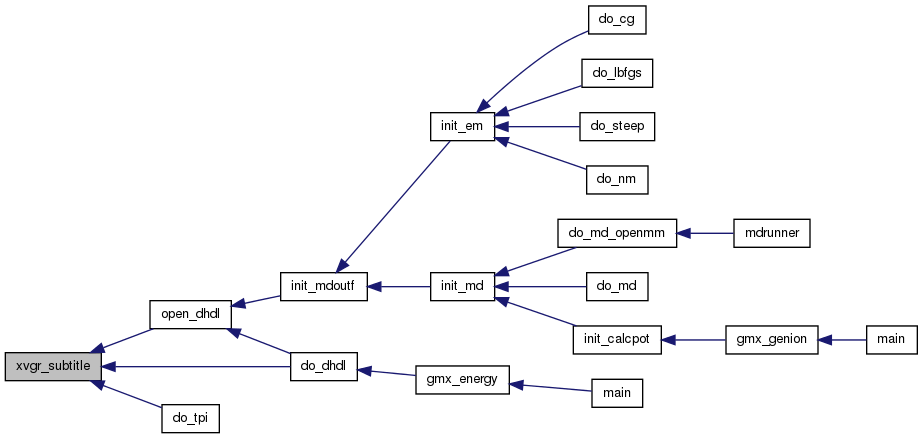 do_cg
do_lbfgs
init_em
do_steep
do_nm
do_md_openmm
mdrunner
init_mdoutf
init_md
do_md
open_dhdl
init_calcpot
gmx_genion
main
xvgr_subtitle
do_dhdl
gmx_energy
main
do_tpi